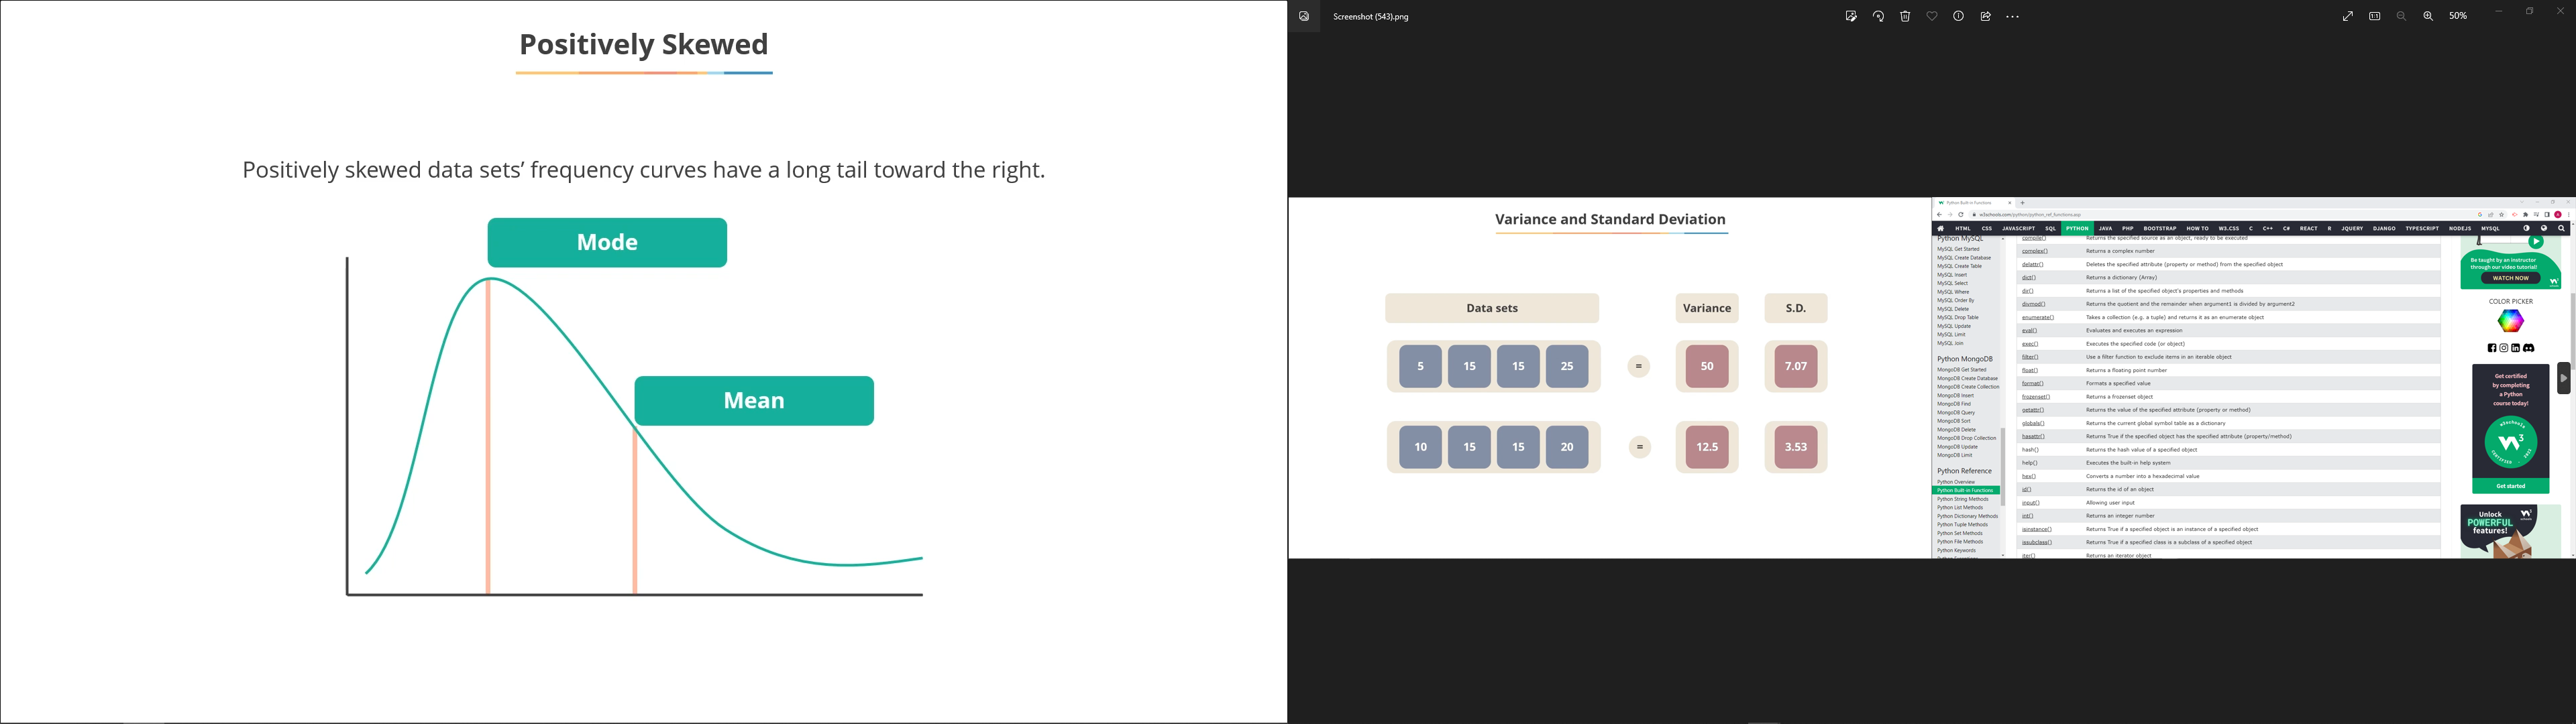 Positively Skewed
Positively skewed data sets’ frequency curves have a long tail toward the right.
Mode
Mean
Screenshot (543).png
50%
Variance and Standard Deviation
Data sets
Variance
S.D.
5 15 15 25 = 50 7.07
10 15 15 20 = 12.5 3.53
Python Built-in Functions
w3schools.com/python/python_ref_functions.asp
HTML CSS JAVASCRIPT SQL PYTHON JAVA PHP BOOTSTRAP HOW TO W3.CSS C C++ C# REACT R JQUERY DJANGO TYPESCRIPT NODEJS MYSQL
Python MySQL
MySQL Get Started
MySQL Create Database
MySQL Create Table
MySQL Insert
MySQL Select
MySQL Where
MySQL Order By
MySQL Delete
MySQL Drop Table
MySQL Update
MySQL Limit
MySQL Join
Python MongoDB
MongoDB Get Started
MongoDB Create Database
MongoDB Create Collection
MongoDB Insert
MongoDB Find
MongoDB Query
MongoDB Sort
MongoDB Delete
MongoDB Drop Collection
MongoDB Update
MongoDB Limit
Python Reference
Python Overview
Python Built-in Functions
Python String Methods
Python List Methods
Python Dictionary Methods
Python Tuple Methods
Python Set Methods
Python File Methods
Python Keywords
compile() Returns the specified source as an object, ready to be executed
complex() Returns a complex number
delattr() Deletes the specified attribute (property or method) from the specified object
dict() Returns a dictionary (Array)
dir() Returns a list of the specified object's properties and methods
divmod() Returns the quotient and the remainder when argument1 is divided by argument2
enumerate() Takes a collection (e.g. a tuple) and returns it as an enumerate object
eval() Evaluates and executes an expression
exec() Executes the specified code (or object)
filter() Use a filter function to exclude items in an iterable object
float() Returns a floating point number
format() Formats a specified value
frozenset() Returns a frozenset object
getattr() Returns the value of the specified attribute (property or method)
globals() Returns the current global symbol table as a dictionary
hasattr() Returns True if the specified object has the specified attribute (property/method)
hash() Returns the hash value of a specified object
help() Executes the built-in help system
hex() Converts a number into a hexadecimal value
id() Returns the id of an object
input() Allowing user input
int() Returns an integer number
isinstance() Returns True if a specified object is an instance of a specified object
issubclass() Returns True if a specified class is a subclass of a specified object
iter() Returns an iterator object
Be taught by an instructor
through our video tutorial!
WATCH NOW
COLOR PICKER
Get certified
by completing
a Python
course today!
Get started
Unlock
POWERFUL
features!